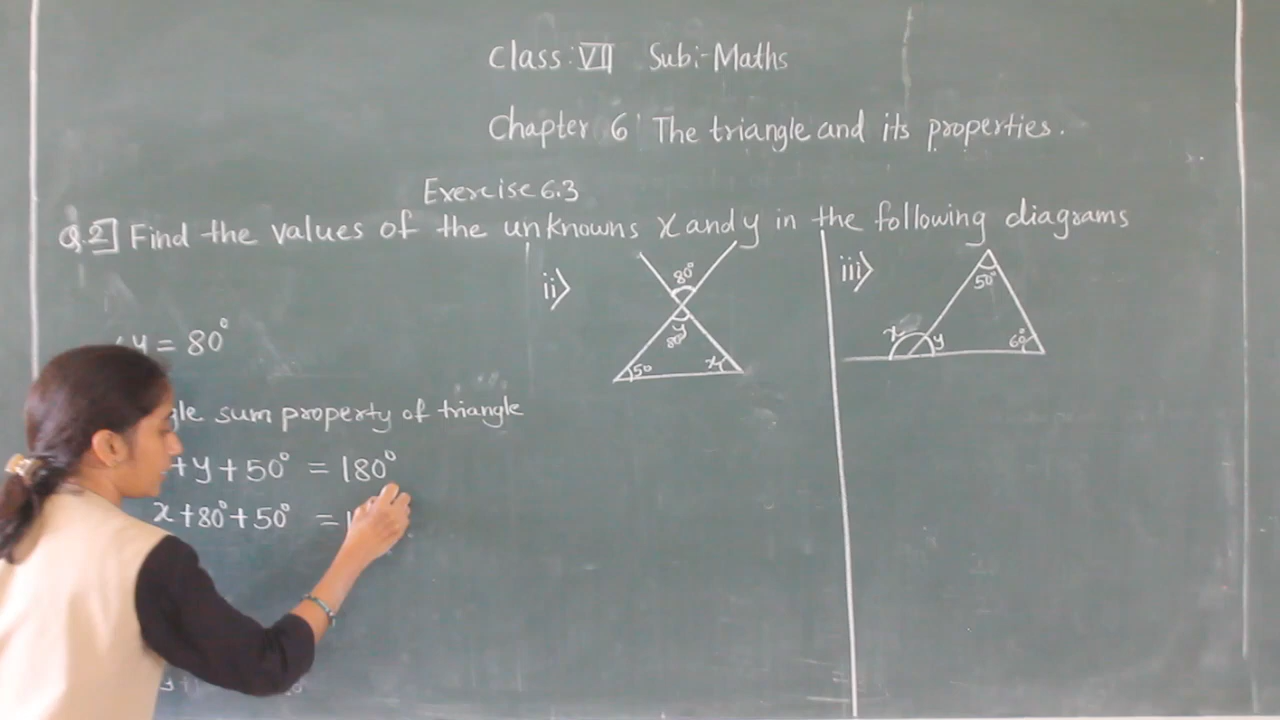 Class: VII Sub:-Maths
Chapter 6 The triangle and its properties.
Exercise 6.3
Q.2] Find the values of the unknowns x and y in the following diagrams
ii>
80°
y
80°
50
x
iii>
50°
x
y
60°
y = 80°
sum property of triangle
+ y + 50° = 180°
x + 80° + 50° =